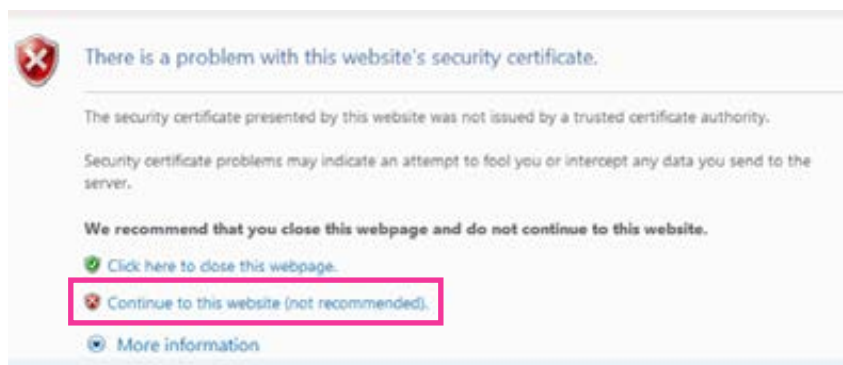 There is a problem with this website's security certificate.
The security certificate presented by this website was not issued by a trusted certificate authority.
Security certificate problems may indicate an attempt to fool you or intercept any data you send to the
server.
We recommend that you close this webpage and do not continue to this website.
Click here to close this webpage.
Continue to this website (not recommended).
More information